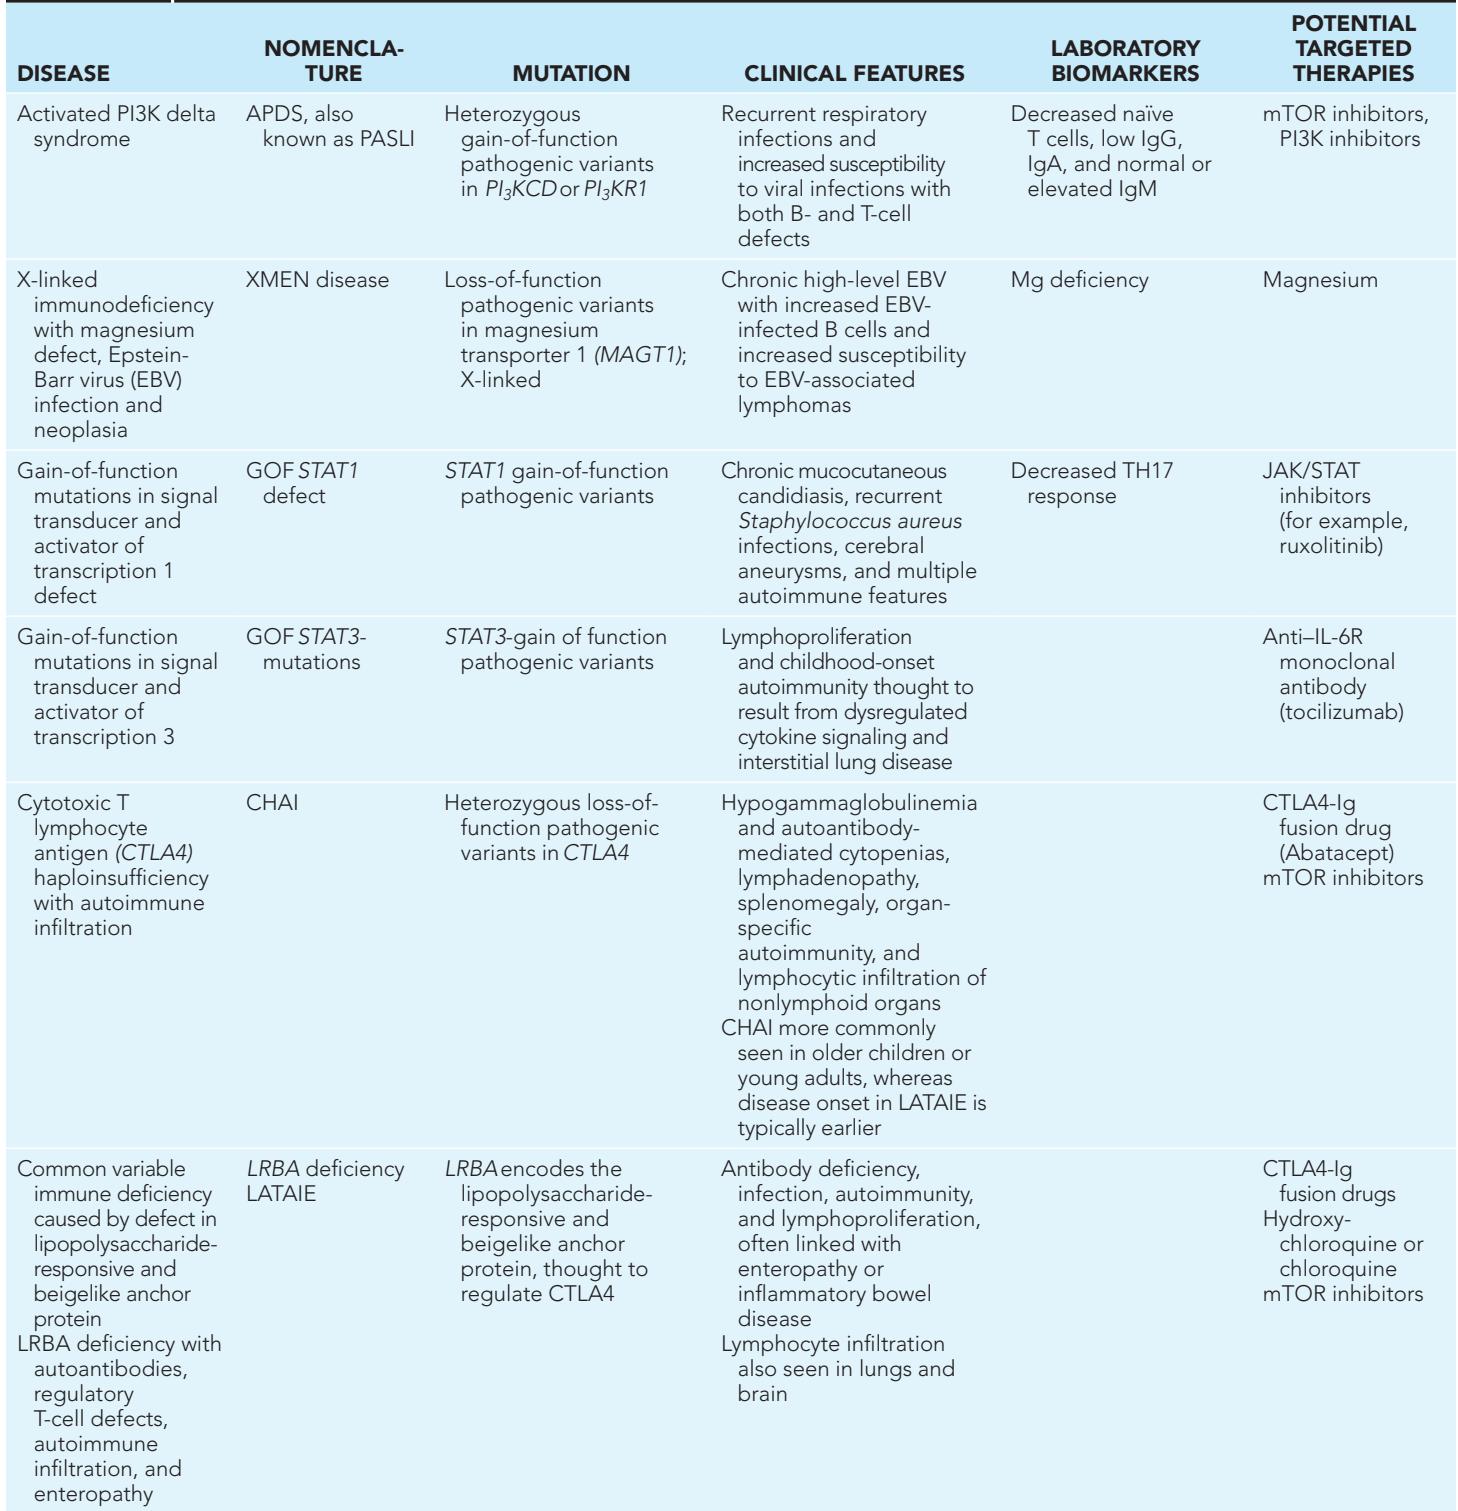 DISEASE
NOMENCLA-
TURE
MUTATION
CLINICAL FEATURES
LABORATORY
BIOMARKERS
POTENTIAL
TARGETED
THERAPIES
Activated PI3K delta
syndrome
APDS, also
known as PASLI
Heterozygous
gain-of-function
pathogenic variants
in PI3KCD or PI3KR1
Recurrent respiratory
infections and
increased susceptibility
to viral infections with
both B- and T-cell
defects
Decreased naïve
T cells, low IgG,
IgA, and normal or
elevated IgM
mTOR inhibitors,
PI3K inhibitors
X-linked
immunodeficiency
with magnesium
defect, Epstein-
Barr virus (EBV)
infection and
neoplasia
XMEN disease
Loss-of-function
pathogenic variants
in magnesium
transporter 1 (MAGT1);
X-linked
Chronic high-level EBV
with increased EBV-
infected B cells and
increased susceptibility
to EBV-associated
lymphomas
Mg deficiency
Magnesium
Gain-of-function
mutations in signal
transducer and
activator of
transcription 1
defect
GOF STAT1
defect
STAT1 gain-of-function
pathogenic variants
Chronic mucocutaneous
candidiasis, recurrent
Staphylococcus aureus
infections, cerebral
aneurysms, and multiple
autoimmune features
Decreased TH17
response
JAK/STAT
inhibitors
(for example,
ruxolitinib)
Gain-of-function
mutations in signal
transducer and
activator of
transcription 3
GOF STAT3-
mutations
STAT3-gain of function
pathogenic variants
Lymphoproliferation
and childhood-onset
autoimmunity thought to
result from dysregulated
cytokine signaling and
interstitial lung disease
Anti–IL-6R
monoclonal
antibody
(tocilizumab)
Cytotoxic T
lymphocyte
antigen (CTLA4)
haploinsufficiency
with autoimmune
infiltration
CHAI
Heterozygous loss-of-
function pathogenic
variants in CTLA4
Hypogammaglobulinemia
and autoantibody-
mediated cytopenias,
lymphadenopathy,
splenomegaly, organ-
specific
autoimmunity, and
lymphocytic infiltration of
nonlymphoid organs
CHAI more commonly
seen in older children or
young adults, whereas
disease onset in LATAIE is
typically earlier
CTLA4-Ig
fusion drug
(Abatacept)
mTOR inhibitors
Common variable
immune deficiency
caused by defect in
lipopolysaccharide-
responsive and
beigelike anchor
protein
LRBA deficiency with
autoantibodies,
regulatory
T-cell defects,
autoimmune
infiltration, and
enteropathy
LRBA deficiency
LATAIE
LRBA encodes the
lipopolysaccharide-
responsive and
beigelike anchor
protein, thought to
regulate CTLA4
Antibody deficiency,
infection, autoimmunity,
and lymphoproliferation,
often linked with
enteropathy or
inflammatory bowel
disease
Lymphocyte infiltration
also seen in lungs and
brain
CTLA4-Ig
fusion drugs
Hydroxy-
chloroquine or
chloroquine
mTOR inhibitors